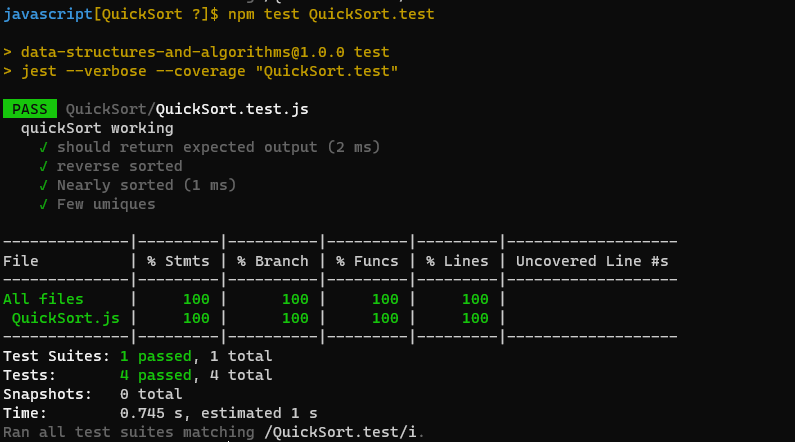 javascript[QuickSort ?]$ npm test QuickSort.test
> data-structures-and-algorithms@1.0.0 test
> jest --verbose --coverage "QuickSort.test"
PASS QuickSort/QuickSort.test.js
quickSort working
√ should return expected output (2 ms)
√ reverse sorted
√ Nearly sorted (1 ms)
√ Few umiques
--------------|---------|----------|---------|---------|-------------------
File | % Stmts | % Branch | % Funcs | % Lines | Uncovered Line #s
--------------|---------|----------|---------|---------|-------------------
All files | 100 | 100 | 100 | 100 |
QuickSort.js | 100 | 100 | 100 | 100 |
--------------|---------|----------|---------|---------|-------------------
Test Suites: 1 passed, 1 total
Tests: 4 passed, 4 total
Snapshots: 0 total
Time: 0.745 s, estimated 1 s
Ran all test suites matching /QuickSort.test/i.